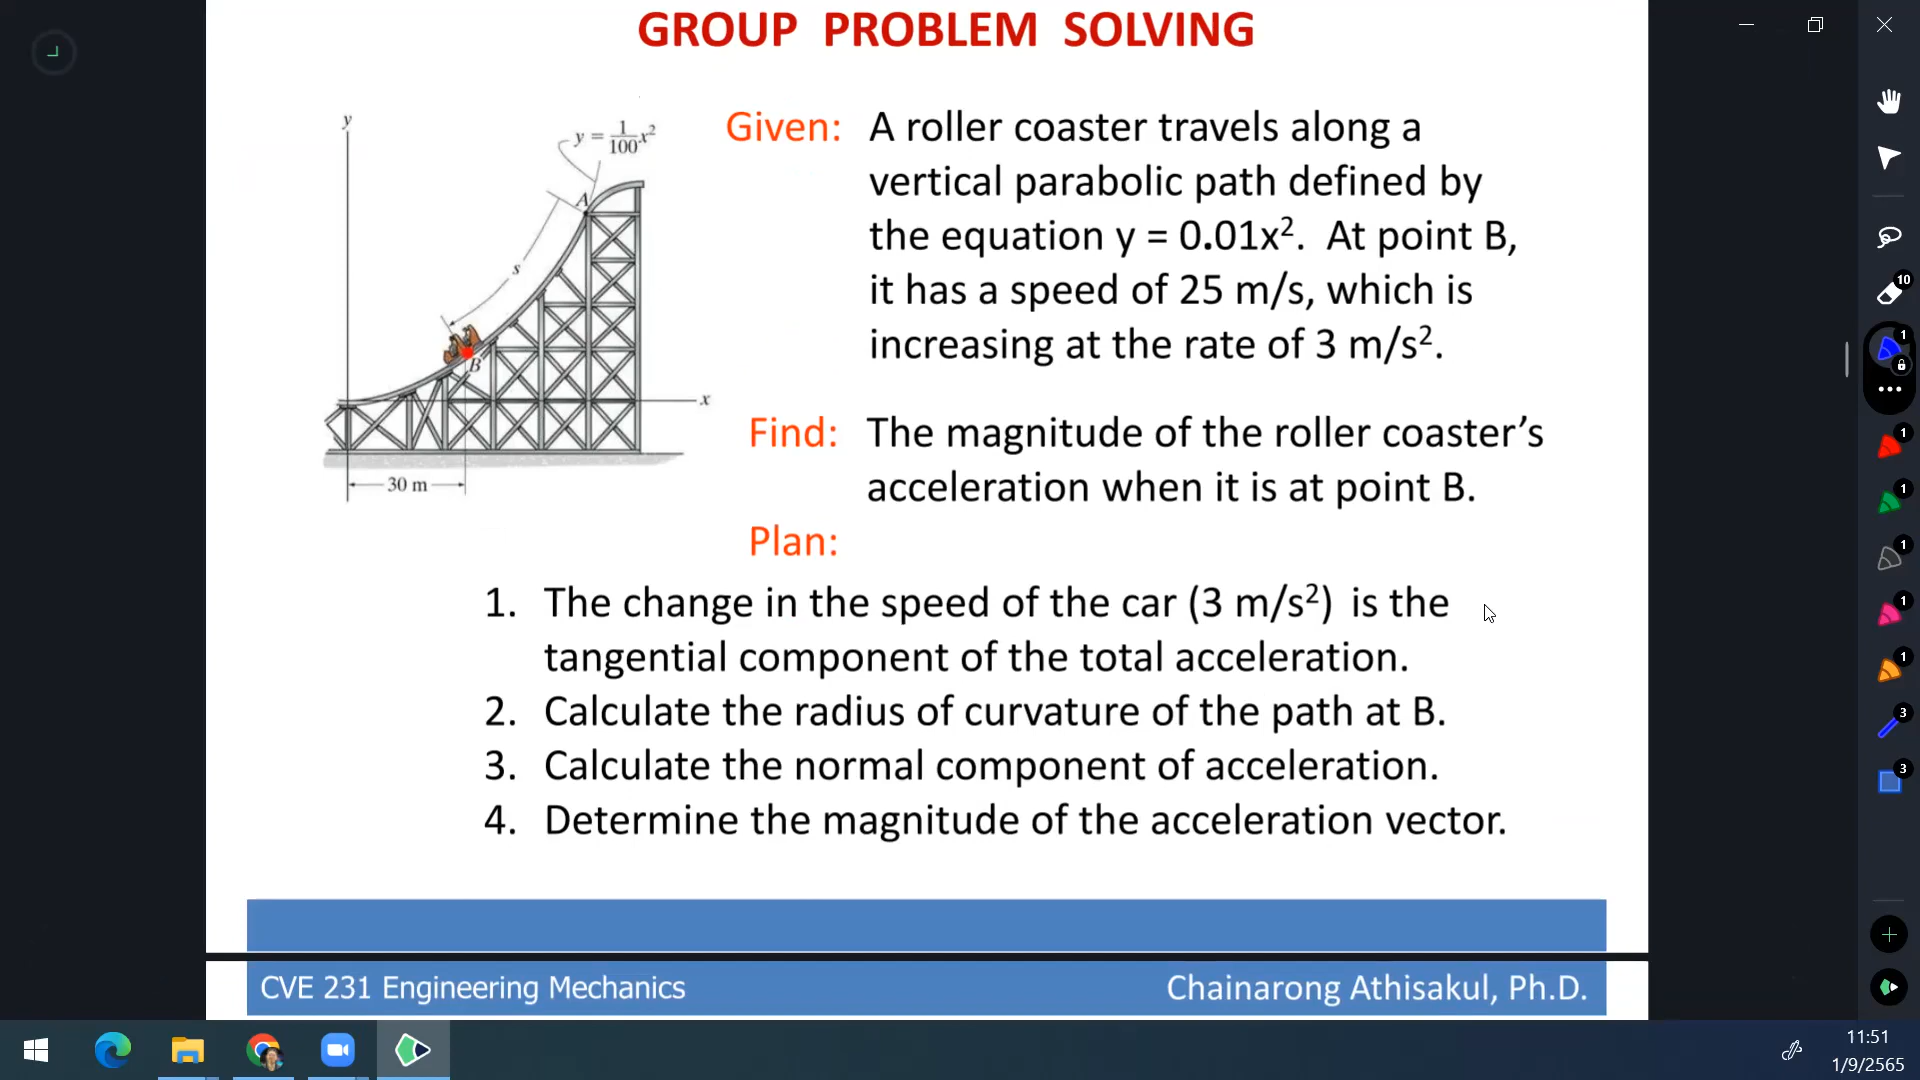 GROUP PROBLEM SOLVING
y
y = 1/100 x²
A
s
B
x
30 m
Given: A roller coaster travels along a
vertical parabolic path defined by
the equation y = 0.01x². At point B,
it has a speed of 25 m/s, which is
increasing at the rate of 3 m/s².
Find: The magnitude of the roller coaster’s
acceleration when it is at point B.
Plan:
1. The change in the speed of the car (3 m/s²) is the
tangential component of the total acceleration.
2. Calculate the radius of curvature of the path at B.
3. Calculate the normal component of acceleration.
4. Determine the magnitude of the acceleration vector.
CVE 231 Engineering Mechanics
Chainarong Athisakul, Ph.D.
10
1
1
1
1
1
1
3
3
11:51
1/9/2565